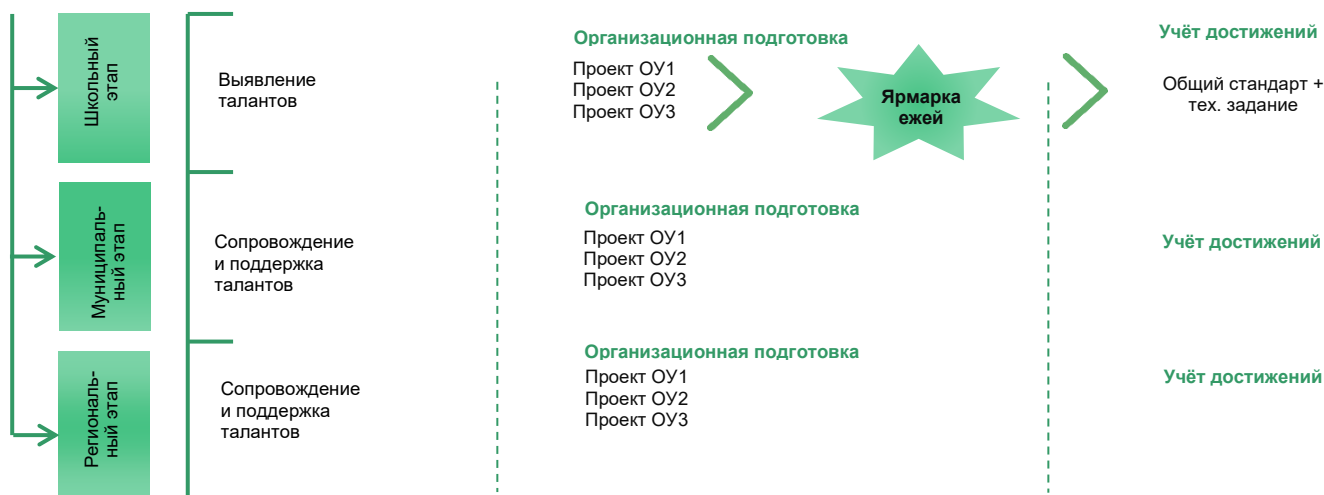 Школьный
этап
Выявление
талантов
Организационная подготовка
Проект ОУ1
Проект ОУ2
Проект ОУ3
Ярмарка
ежей
Учёт достижений
Общий стандарт +
тех. задание
Муниципаль-
ный этап
Сопровождение
и поддержка
талантов
Организационная подготовка
Проект ОУ1
Проект ОУ2
Проект ОУ3
Учёт достижений
Региональ-
ный этап
Сопровождение
и поддержка
талантов
Организационная подготовка
Проект ОУ1
Проект ОУ2
Проект ОУ3
Учёт достижений